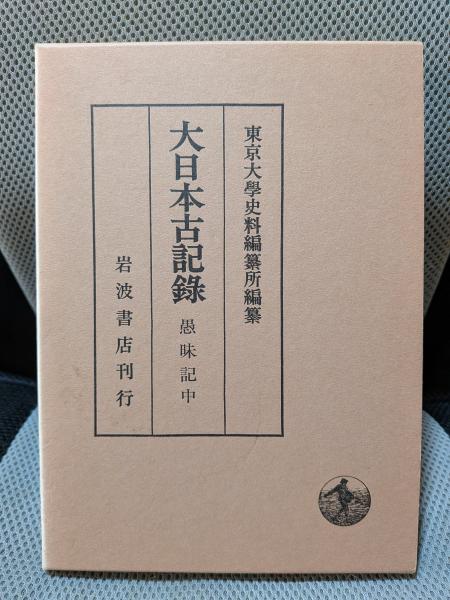 東京大學史料編纂所編纂
大日本古記錄 愚昧記中
岩波書店刊行